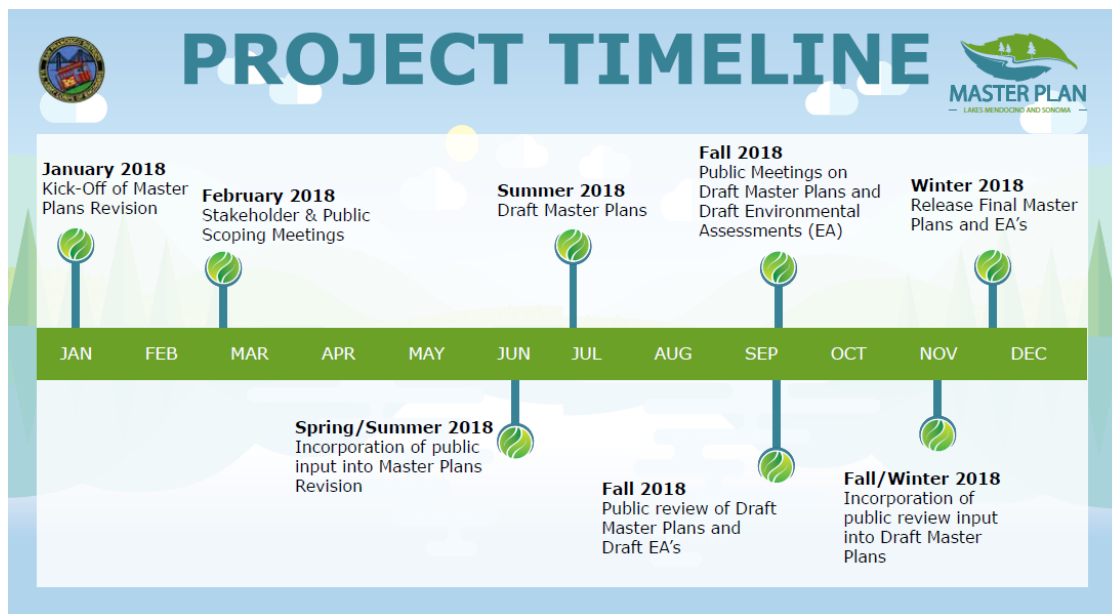 PROJECT TIMELINE
MASTER PLAN
LAKES MENDOCINO AND SONOMA
January 2018
Kick-Off of Master
Plans Revision
February 2018
Stakeholder & Public
Scoping Meetings
Summer 2018
Draft Master Plans
Fall 2018
Public Meetings on
Draft Master Plans and
Draft Environmental
Assessments (EA)
Winter 2018
Release Final Master
Plans and EA’s
JAN FEB MAR APR MAY JUN JUL AUG SEP OCT NOV DEC
Spring/Summer 2018
Incorporation of public
input into Master Plans
Revision
Fall 2018
Public review of Draft
Master Plans and
Draft EA’s
Fall/Winter 2018
Incorporation of
public review input
into Draft Master
Plans